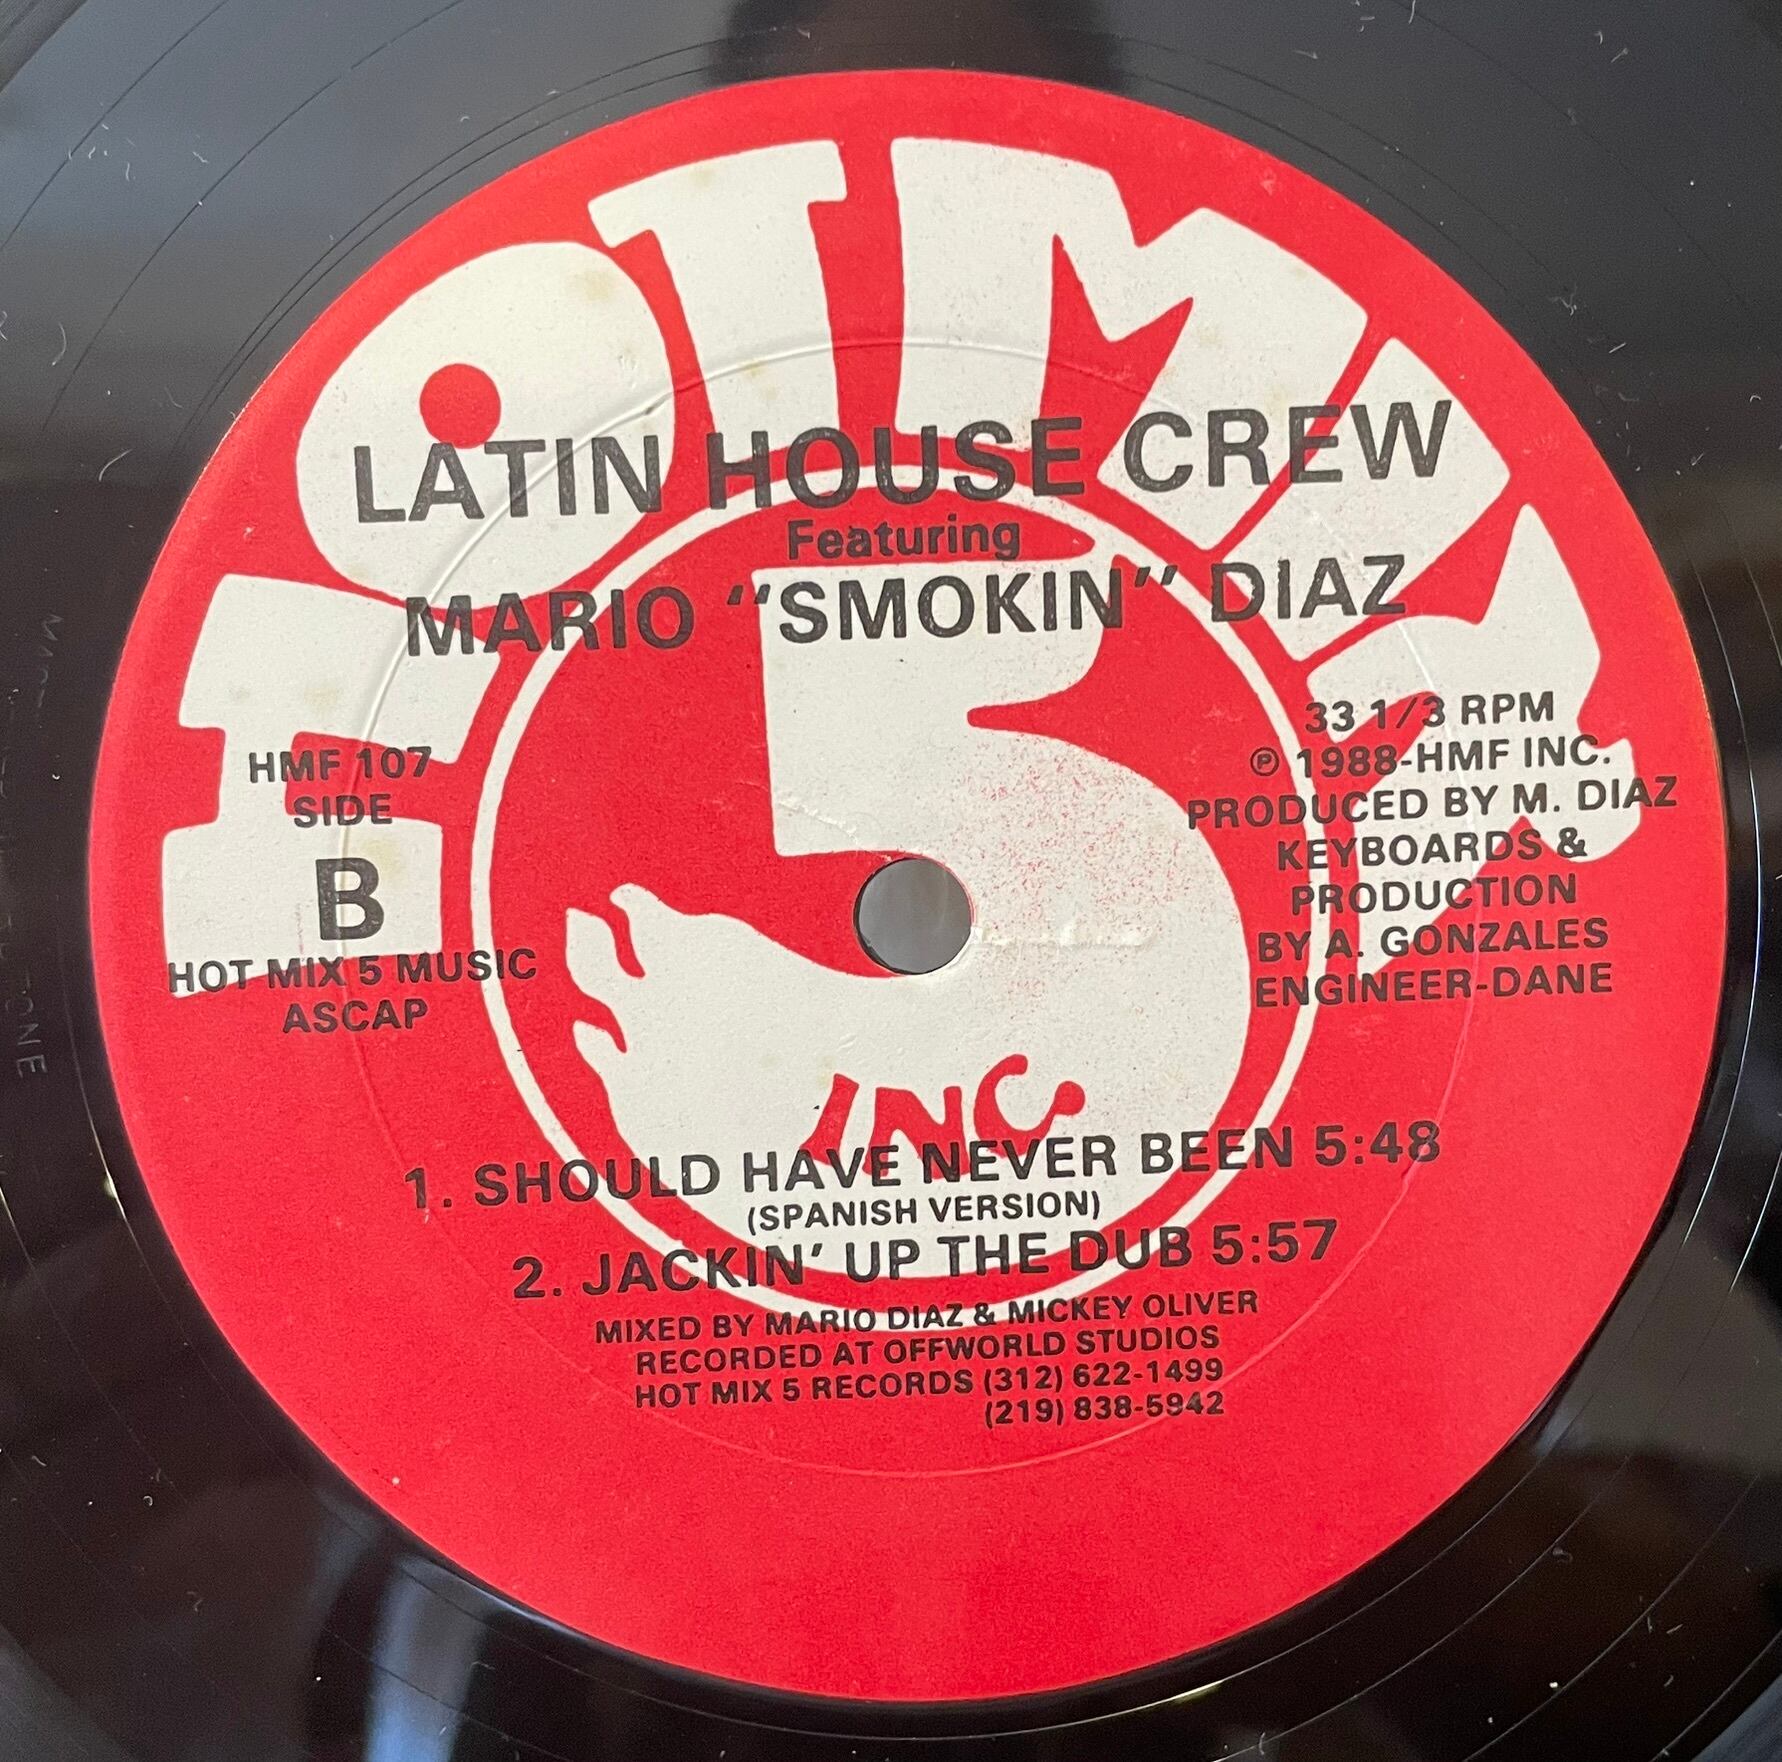 HOT MIX
5
INC.
LATIN HOUSE CREW
Featuring
MARIO "SMOKIN" DIAZ
HMF 107
SIDE
B
HOT MIX 5 MUSIC
ASCAP
33 1/3 RPM
℗ 1988-HMF INC.
PRODUCED BY M. DIAZ
KEYBOARDS &
PRODUCTION
BY A. GONZALES
ENGINEER-DANE
1. SHOULD HAVE NEVER BEEN 5:48
(SPANISH VERSION)
2. JACKIN' UP THE DUB 5:57
MIXED BY MARIO DIAZ & MICKEY OLIVER
RECORDED AT OFFWORLD STUDIOS
HOT MIX 5 RECORDS (312) 622-1499
(219) 838-5942